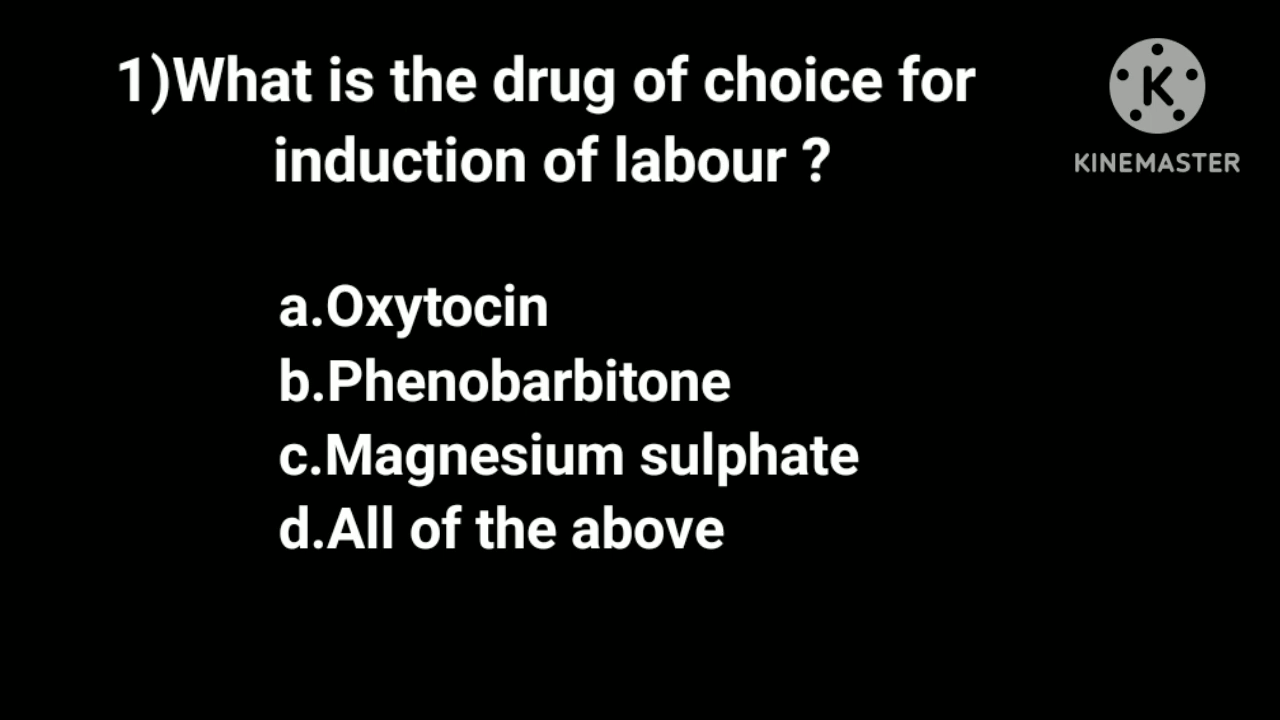 1)What is the drug of choice for
induction of labour ?
KINEMASTER
a.Oxytocin
b.Phenobarbitone
c.Magnesium sulphate
d.All of the above